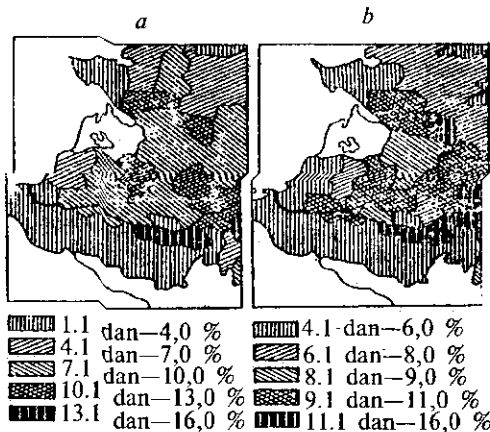 a b
1.1 dan—4,0 %
4.1 dan—7,0 %
7.1 dan—10,0 %
10.1 dan—13,0 %
13.1 dan—16,0 %
4.1 dan—6,0 %
6.1 dan—8,0 %
8.1 dan—9,0 %
9.1 dan—11,0 %
11.1 dan—16,0 %